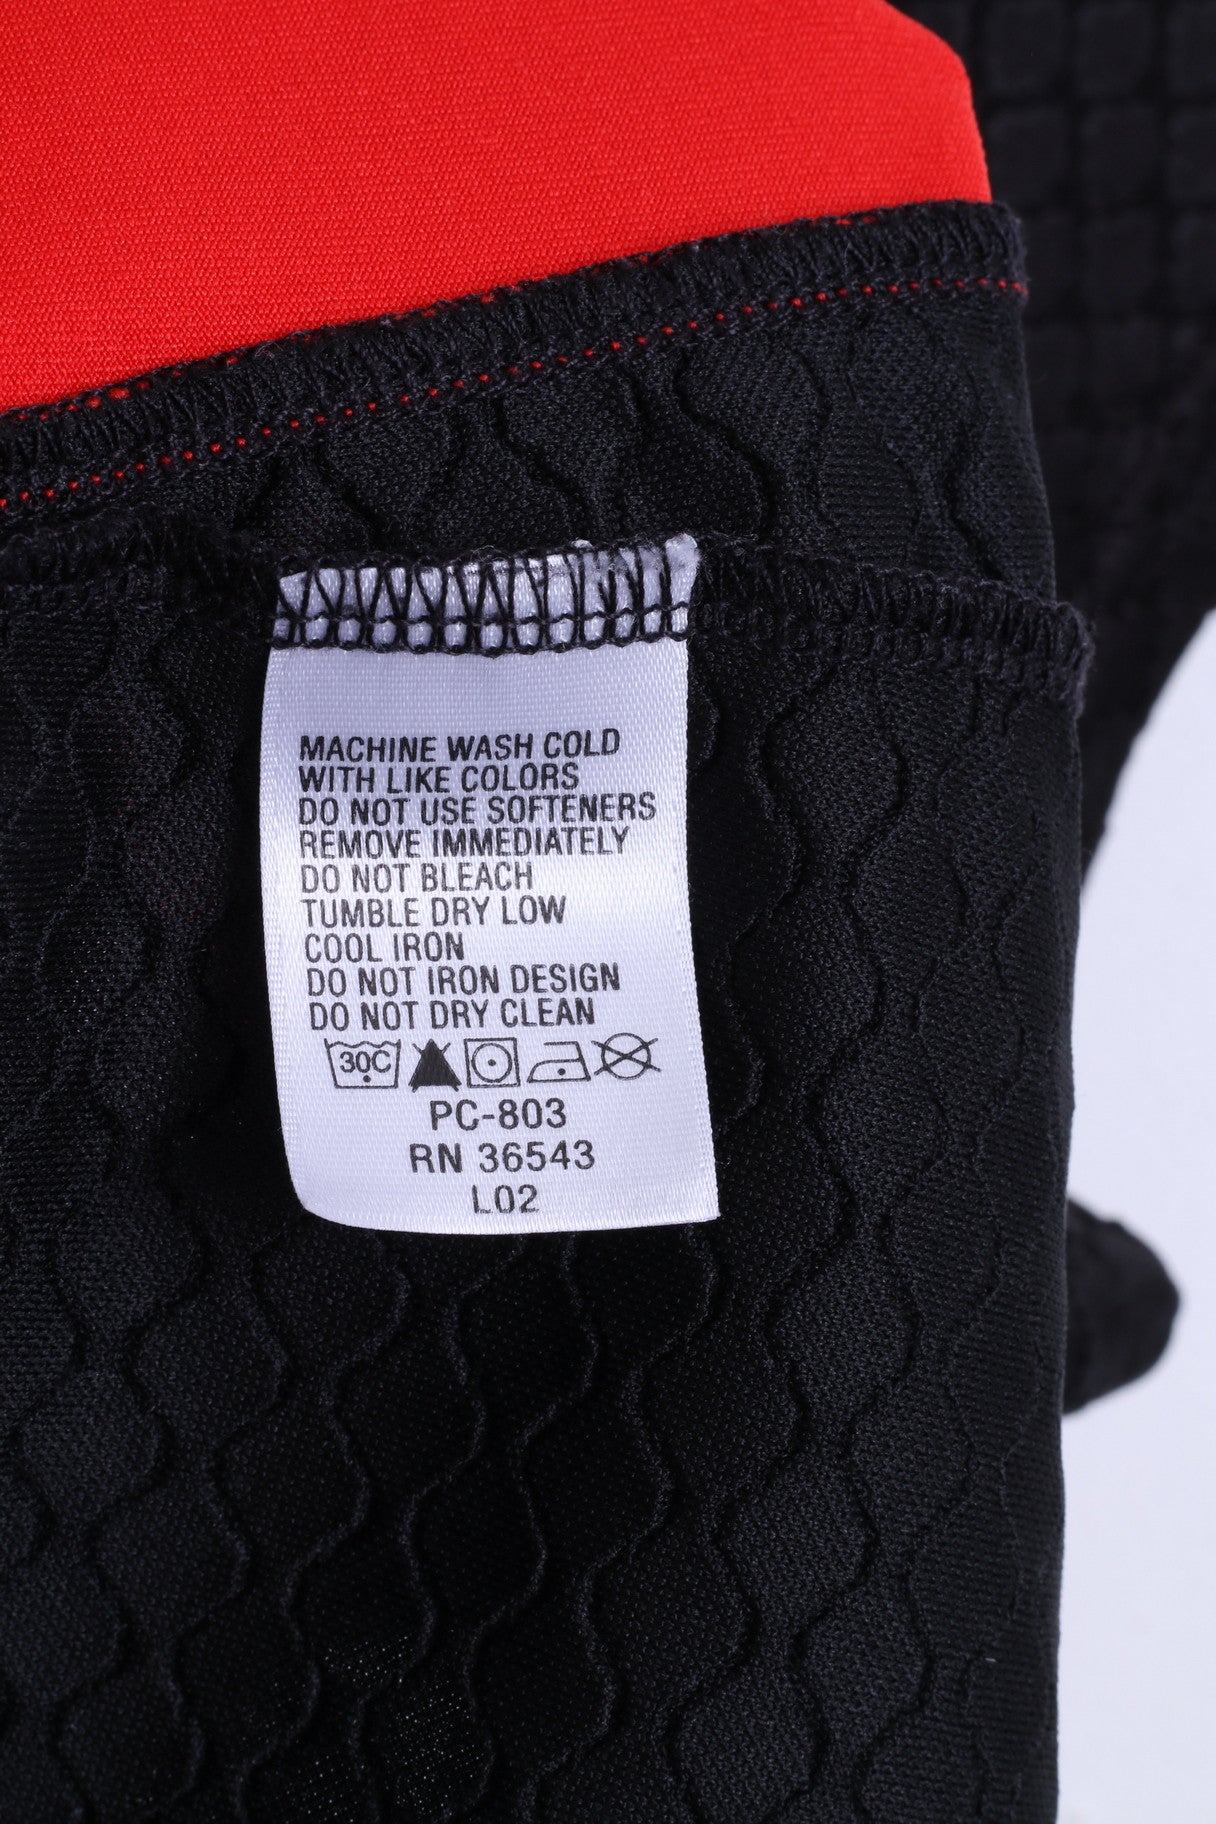 MACHINE WASH COLD
WITH LIKE COLORS
DO NOT USE SOFTENERS
REMOVE IMMEDIATELY
DO NOT BLEACH
TUMBLE DRY LOW
COOL IRON
DO NOT IRON DESIGN
DO NOT DRY CLEAN
30C
PC-803
RN 36543
L02